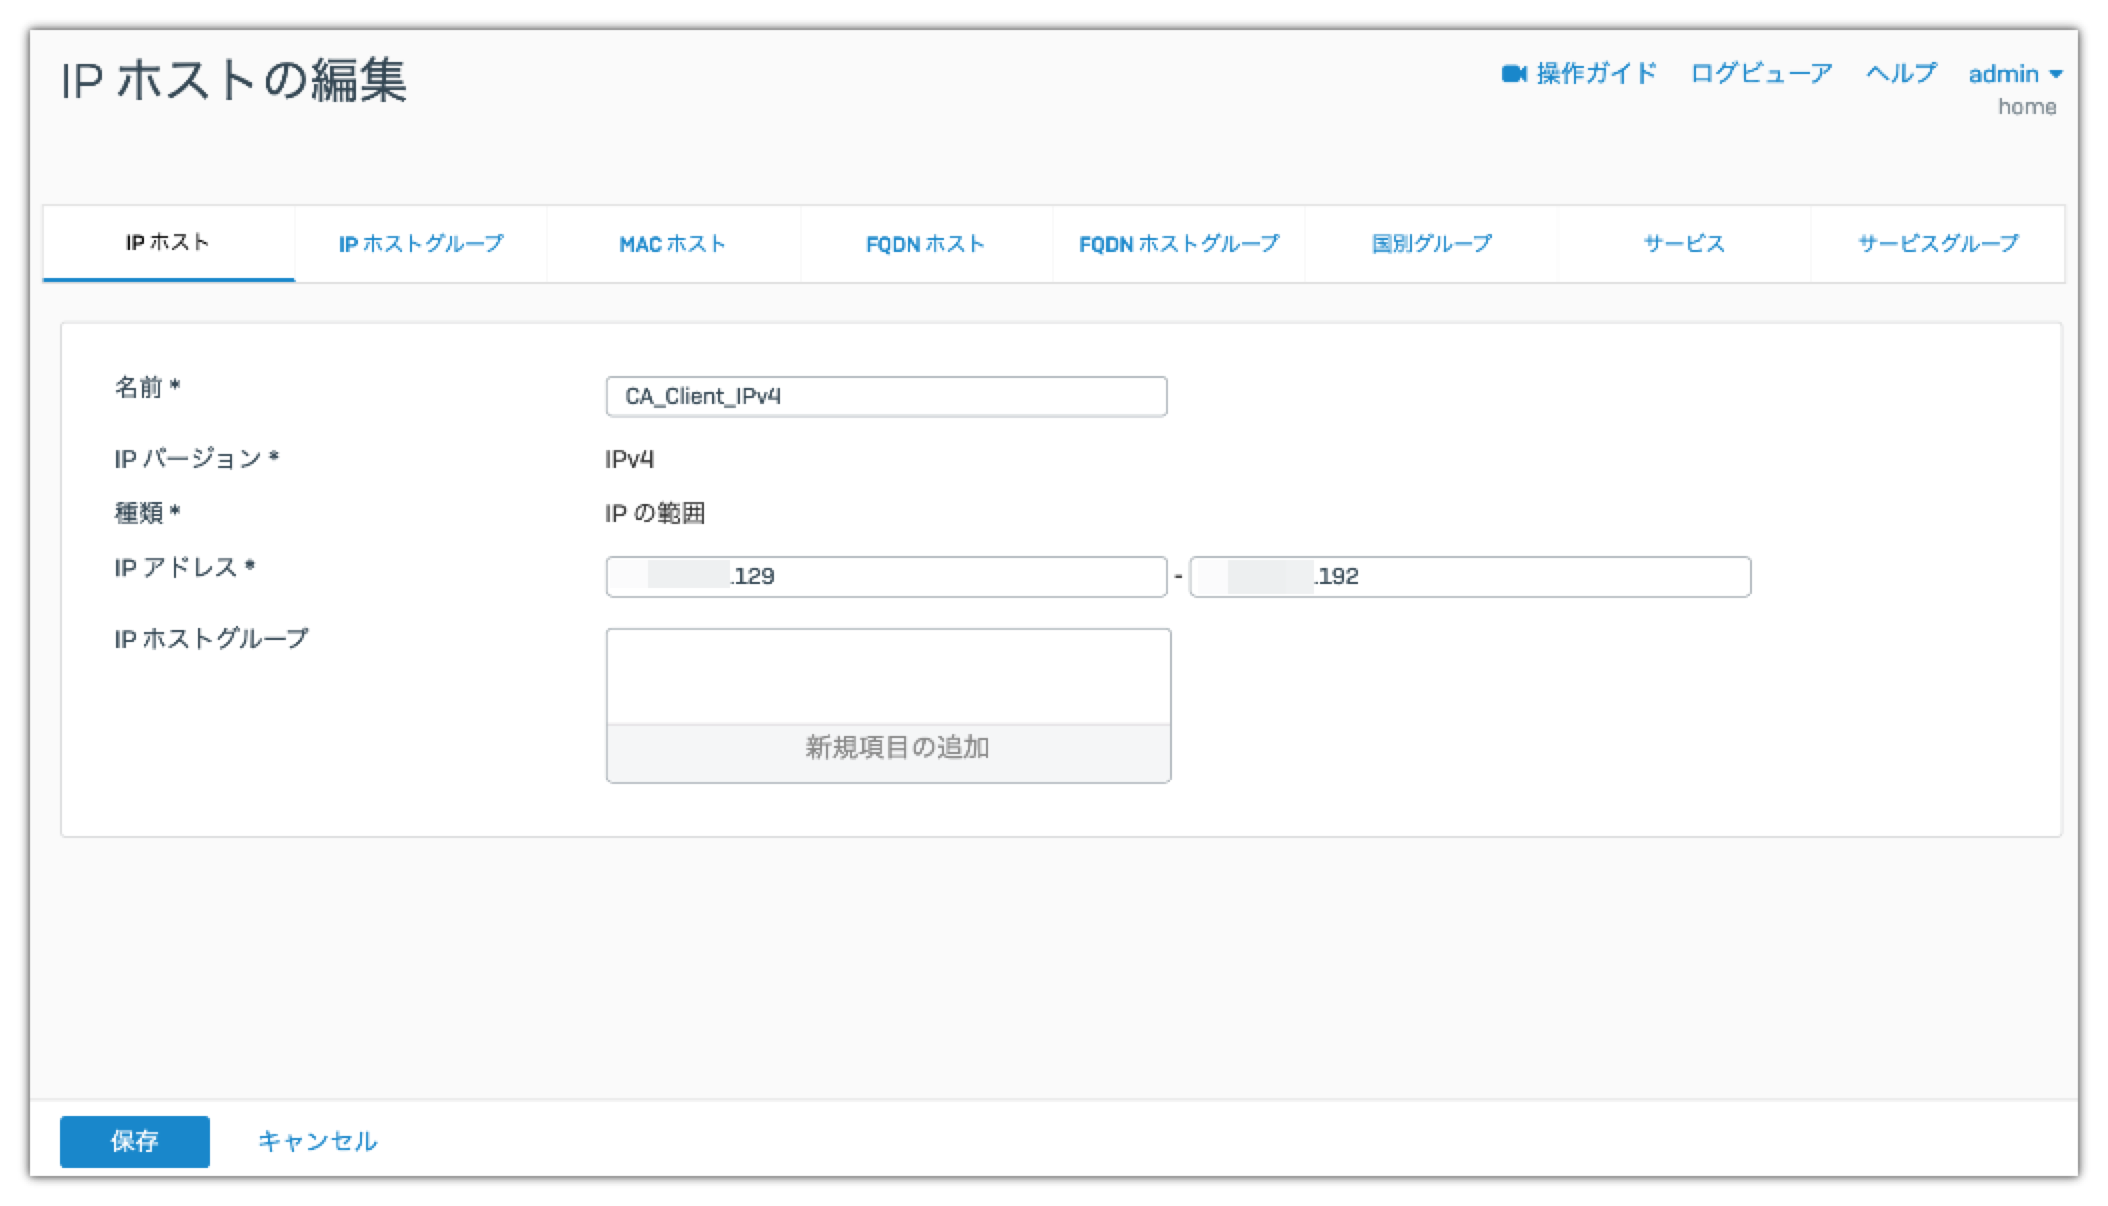 IP ホストの編集
操作ガイド ログビューア ヘルプ admin
home
IP ホスト IP ホストグループ MAC ホスト FQDN ホスト FQDN ホストグループ 国別グループ サービス サービスグループ
名前 * CA_Client_IPv4
IP バージョン * IPv4
種類 * IP の範囲
IP アドレス * .129 - .192
IP ホストグループ
新規項目の追加
保存 キャンセル